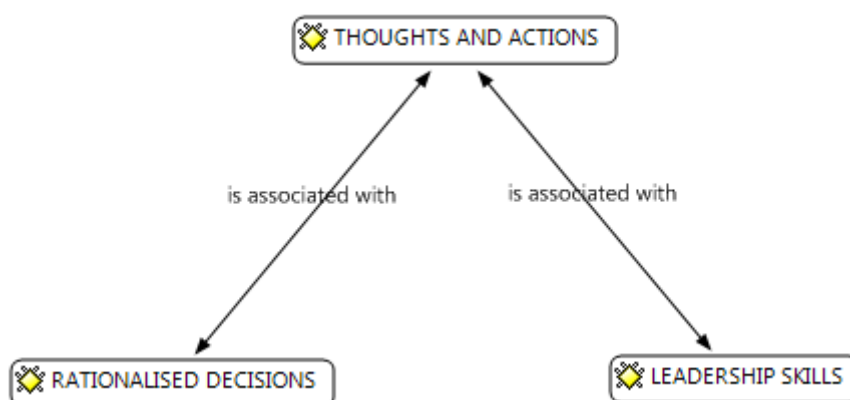 THOUGHTS AND ACTIONS
is associated with
is associated with
RATIONALISED DECISIONS
LEADERSHIP SKILLS